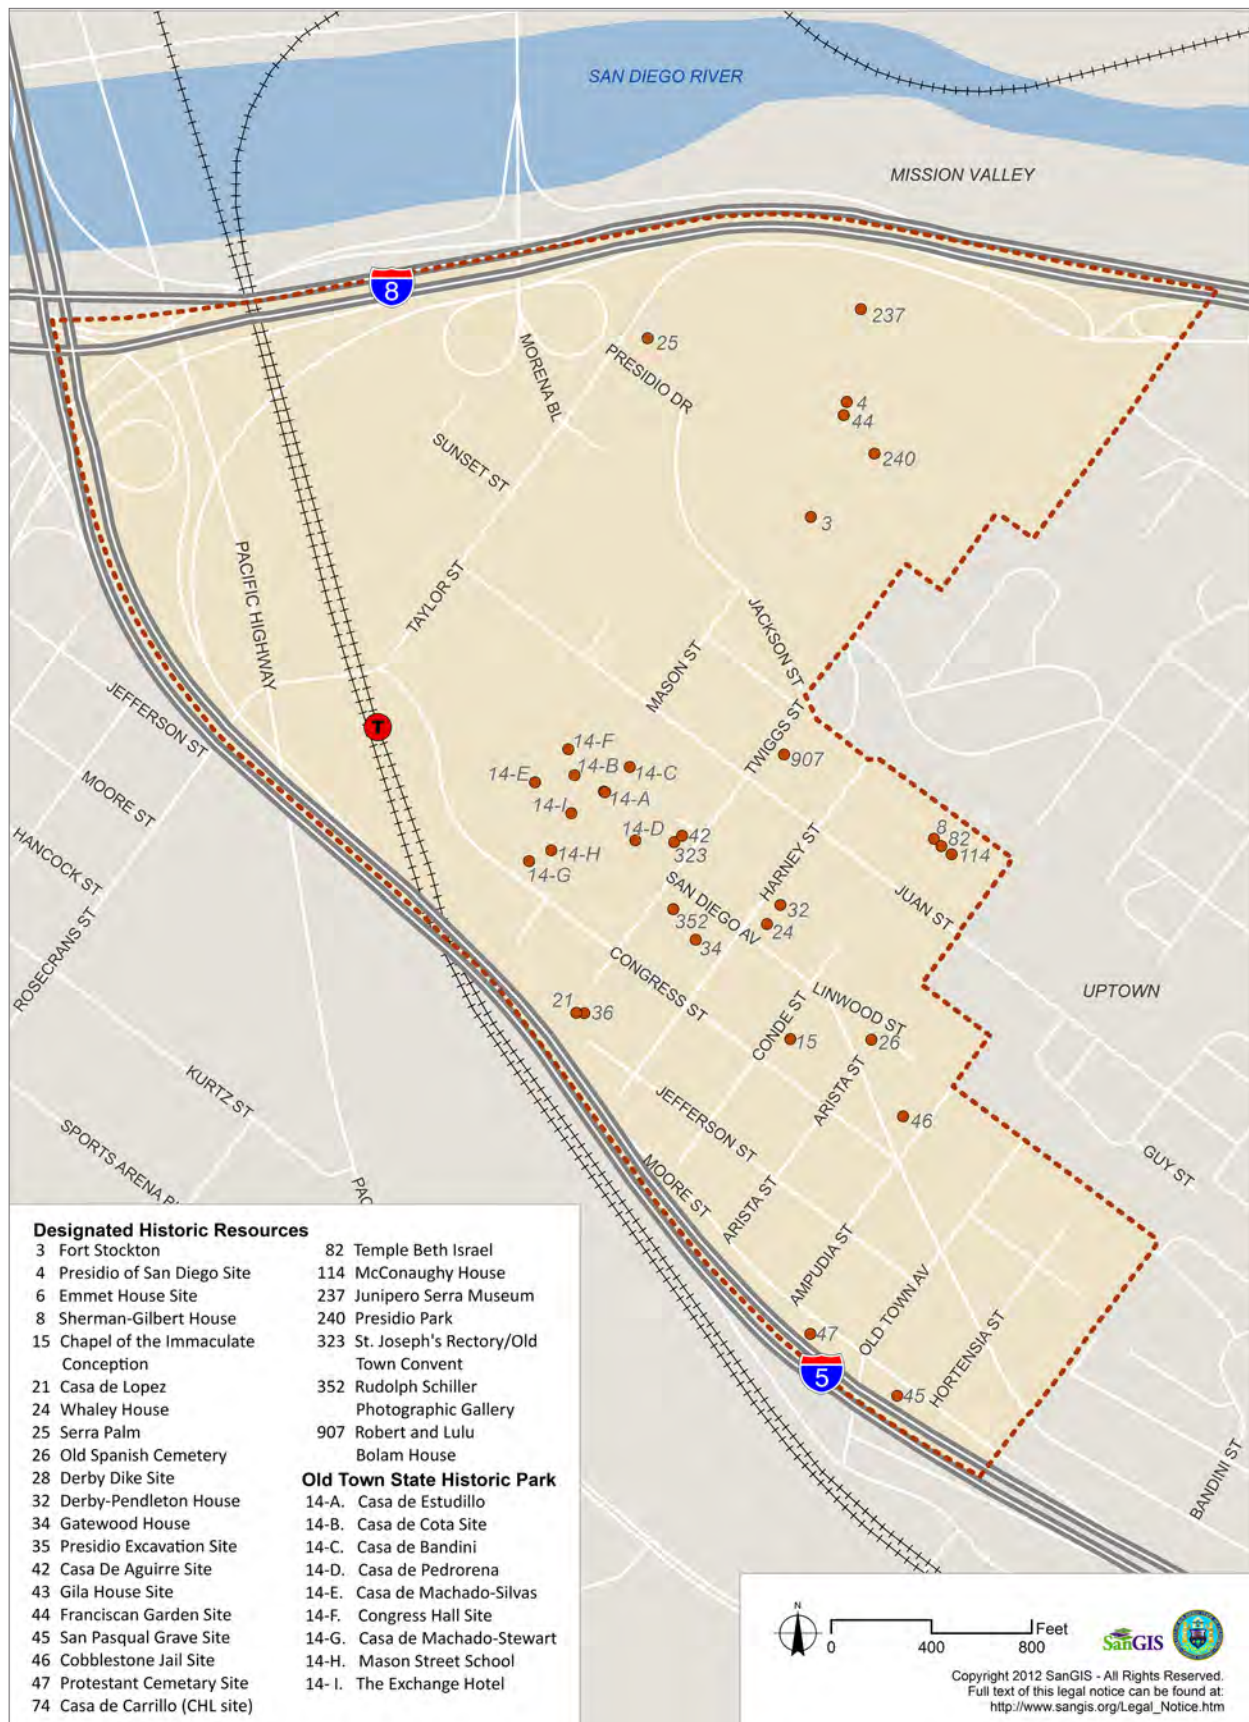 SAN DIEGO RIVER
MISSION VALLEY
8
237
25
PRESIDIO DR
MORENA BL
4
44
SUNSET ST
240
3
PACIFIC HIGHWAY
TAYLOR ST
JACKSON ST
MASON ST
JEFFERSON ST
TWIGGS ST
T
14-F
907
14-B
14-C
14-E
14-A
MOORE ST
14-I
14-D
42
8
82
323
114
HANCOCK ST
14-H
14-G
HARNEY ST
JUAN ST
SAN DIEGO AV
32
352
24
34
ROSECRANS ST
CONGRESS ST
UPTOWN
LINWOOD ST
21
36
CONDE ST
15
26
KURTZ ST
ARISTA ST
JEFFERSON ST
46
SPORTS ARENA B
GUY ST
MOORE ST
PAC
ARISTA ST
AMPUDIA ST
OLD TOWN AV
47
HORTENSIA ST
5
45
BANDINI ST
Designated Historic Resources
3 Fort Stockton
4 Presidio of San Diego Site
6 Emmet House Site
8 Sherman-Gilbert House
15 Chapel of the Immaculate
Conception
21 Casa de Lopez
24 Whaley House
25 Serra Palm
26 Old Spanish Cemetery
28 Derby Dike Site
32 Derby-Pendleton House
34 Gatewood House
35 Presidio Excavation Site
42 Casa De Aguirre Site
43 Gila House Site
44 Franciscan Garden Site
45 San Pasqual Grave Site
46 Cobblestone Jail Site
47 Protestant Cemetary Site
74 Casa de Carrillo (CHL site)
82 Temple Beth Israel
114 McConaughy House
237 Junipero Serra Museum
240 Presidio Park
323 St. Joseph's Rectory/Old
Town Convent
352 Rudolph Schiller
Photographic Gallery
907 Robert and Lulu
Bolam House
Old Town State Historic Park
14-A. Casa de Estudillo
14-B. Casa de Cota Site
14-C. Casa de Bandini
14-D. Casa de Pedrorena
14-E. Casa de Machado-Silvas
14-F. Congress Hall Site
14-G. Casa de Machado-Stewart
14-H. Mason Street School
14- I. The Exchange Hotel
N
Feet
0 400 800
SanGIS
Copyright 2012 SanGIS - All Rights Reserved.
Full text of this legal notice can be found at:
http://www.sangis.org/Legal_Notice.htm